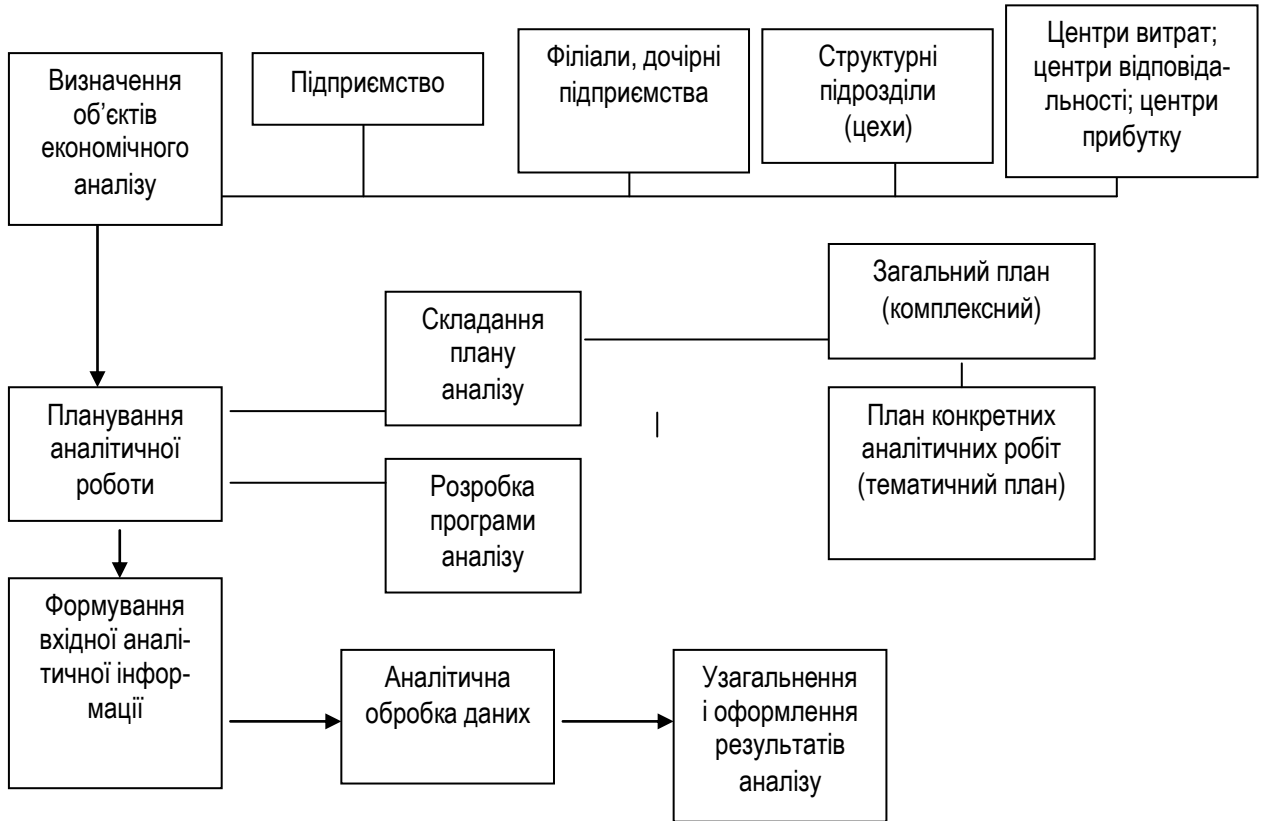 Визначення
об’єктів
економічного
аналізу
Підприємство
Філіали, дочірні
підприємства
Структурні
підрозділи
(цехи)
Центри витрат;
центри відповіда-
льності; центри
прибутку
Загальний план
(комплексний)
Складання
плану
аналізу
Планування
аналітичної
роботи
План конкретних
аналітичних робіт
(тематичний план)
Розробка
програми
аналізу
Формування
вхідної аналі-
тичної інфор-
мації
Аналітична
обробка даних
Узагальнення
і оформлення
результатів
аналізу